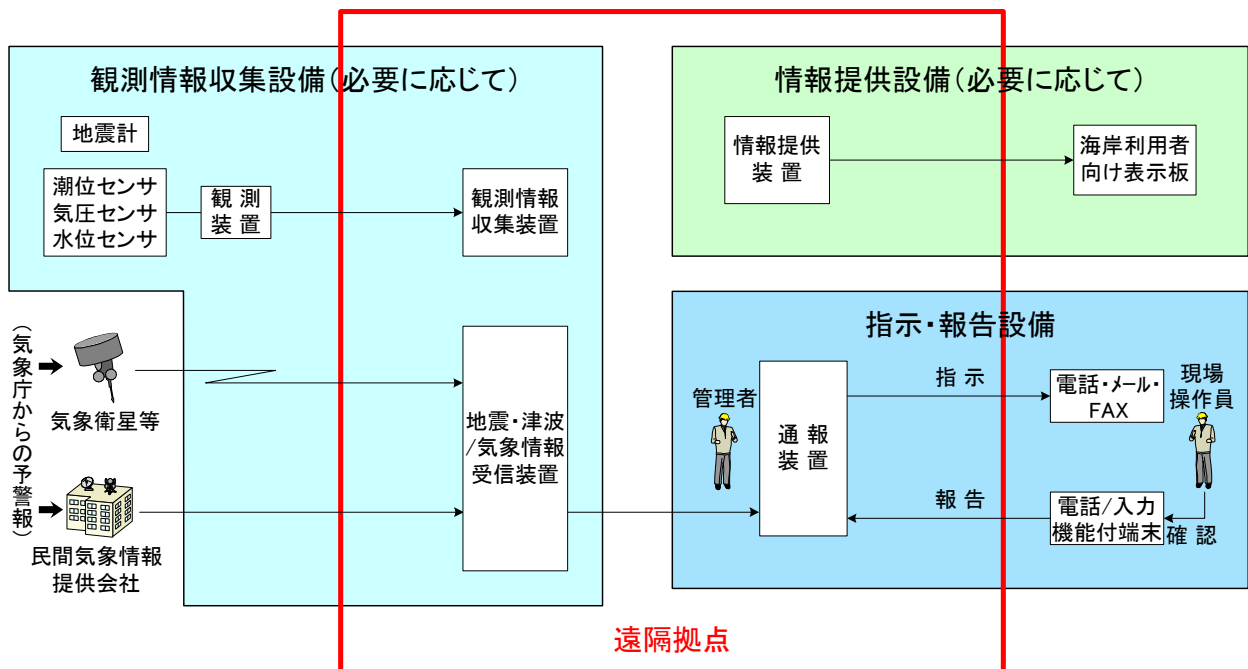 観測情報収集設備(必要に応じて)
地震計
潮位センサ
気圧センサ
水位センサ
観 測
装 置
観測情報
収集装置
(気象庁からの予警報)
気象衛星等
民間気象情報
提供会社
地震・津波
/気象情報
受信装置
情報提供設備(必要に応じて)
情報提供
装 置
海岸利用者
向け表示板
指示・報告設備
管理者
通 報
装 置
指 示
電話・メール・
FAX
現場
操作員
報 告
電話/入力
機能付端末
確 認
遠隔拠点